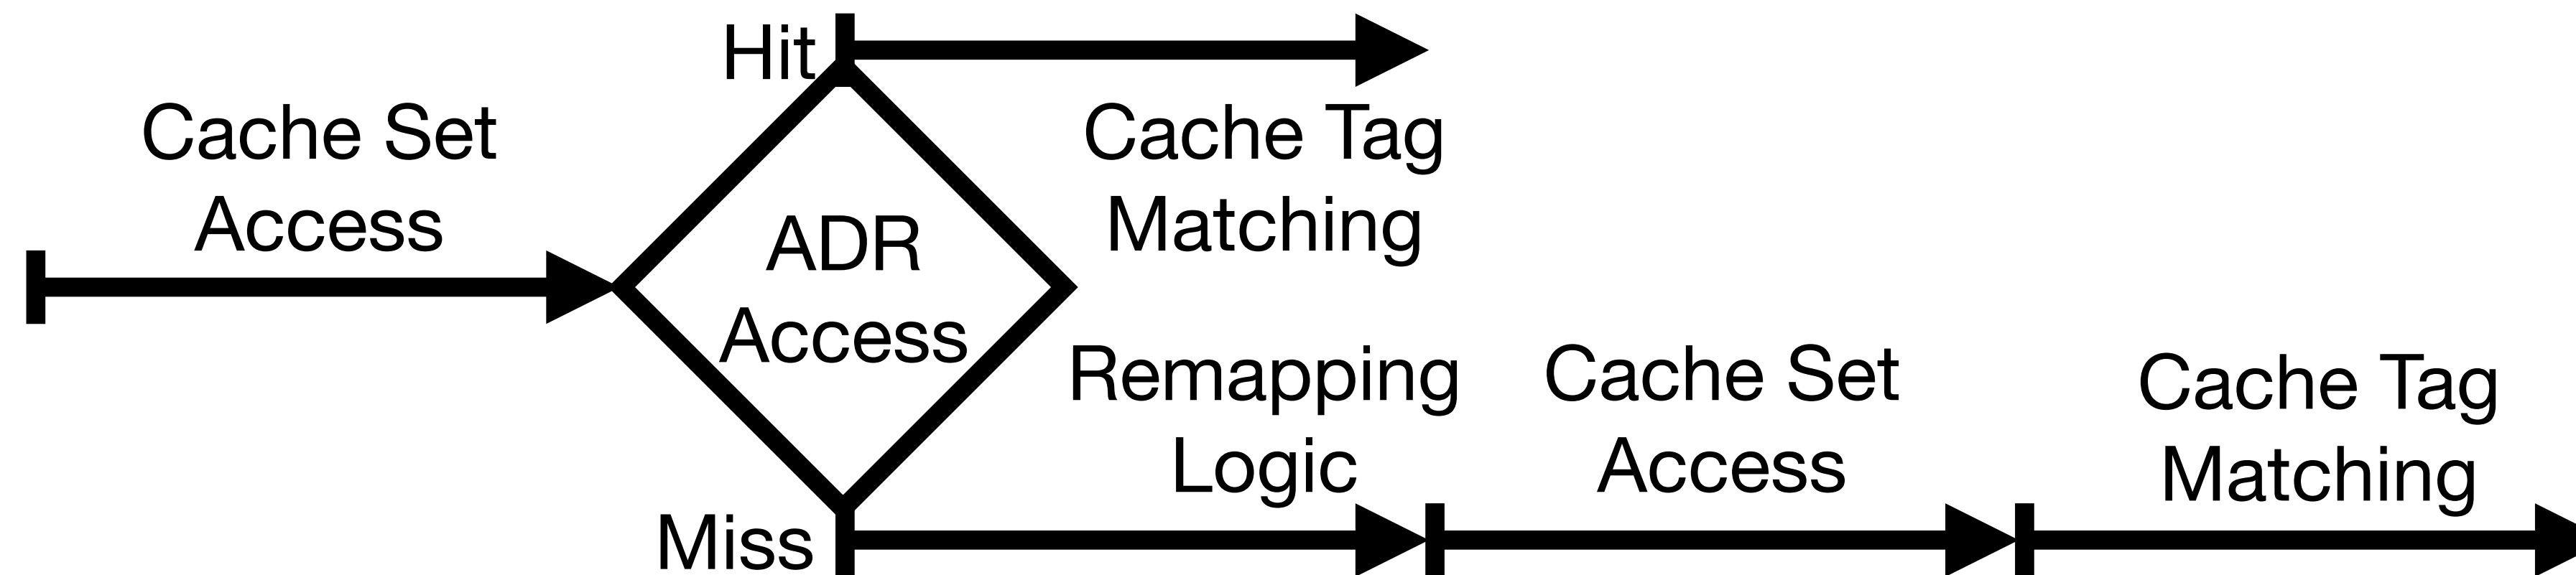 Hit
Cache Set
Access
Cache Tag
Matching
ADR
Access
Remapping
Logic
Cache Set
Access
Cache Tag
Matching
Miss